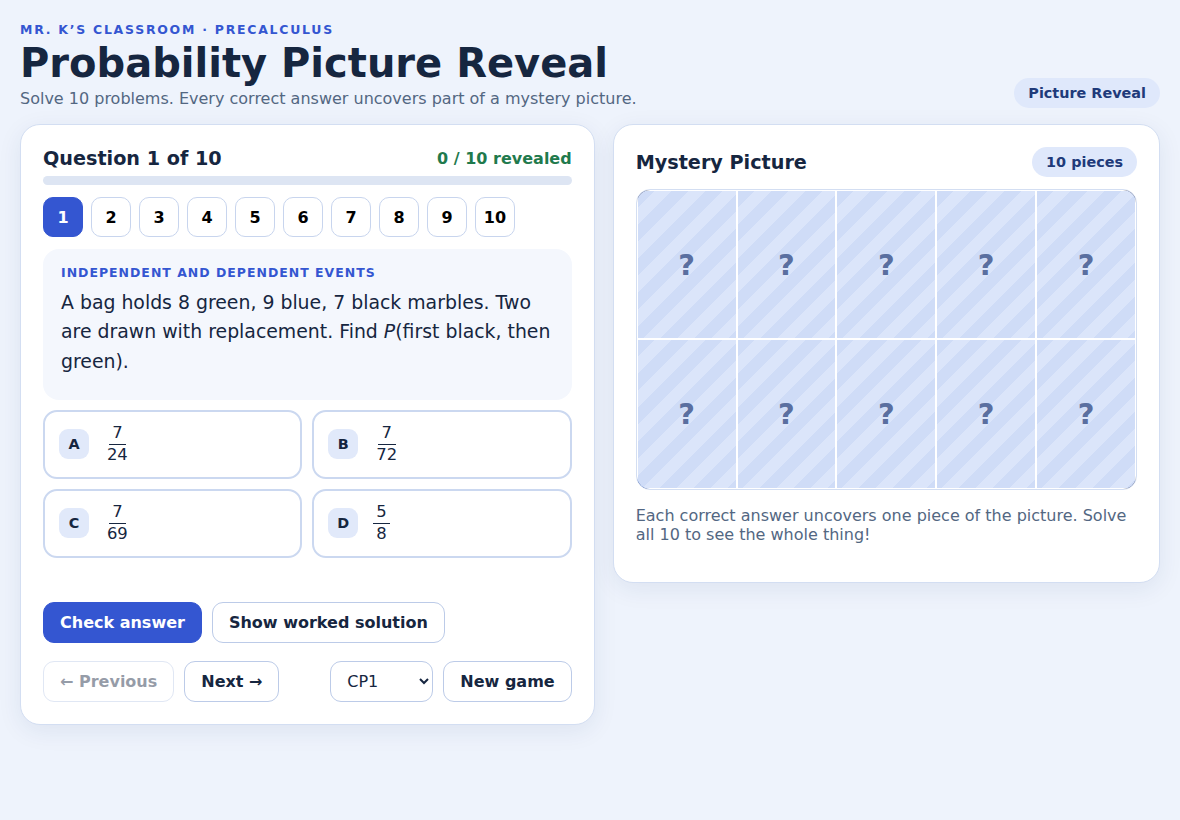 MR. K’S CLASSROOM · PRECALCULUS
Probability Picture Reveal
Solve 10 problems. Every correct answer uncovers part of a mystery picture.
Picture Reveal
Question 1 of 10
0 / 10 revealed
1 2 3 4 5 6 7 8 9 10
INDEPENDENT AND DEPENDENT EVENTS
A bag holds 8 green, 9 blue, 7 black marbles. Two
are drawn with replacement. Find P(first black, then
green).
A 7/24
B 7/72
C 7/69
D 5/8
Check answer
Show worked solution
← Previous
Next →
CP1
New game
Mystery Picture
10 pieces
? ? ? ? ?
? ? ? ? ?
Each correct answer uncovers one piece of the picture. Solve
all 10 to see the whole thing!